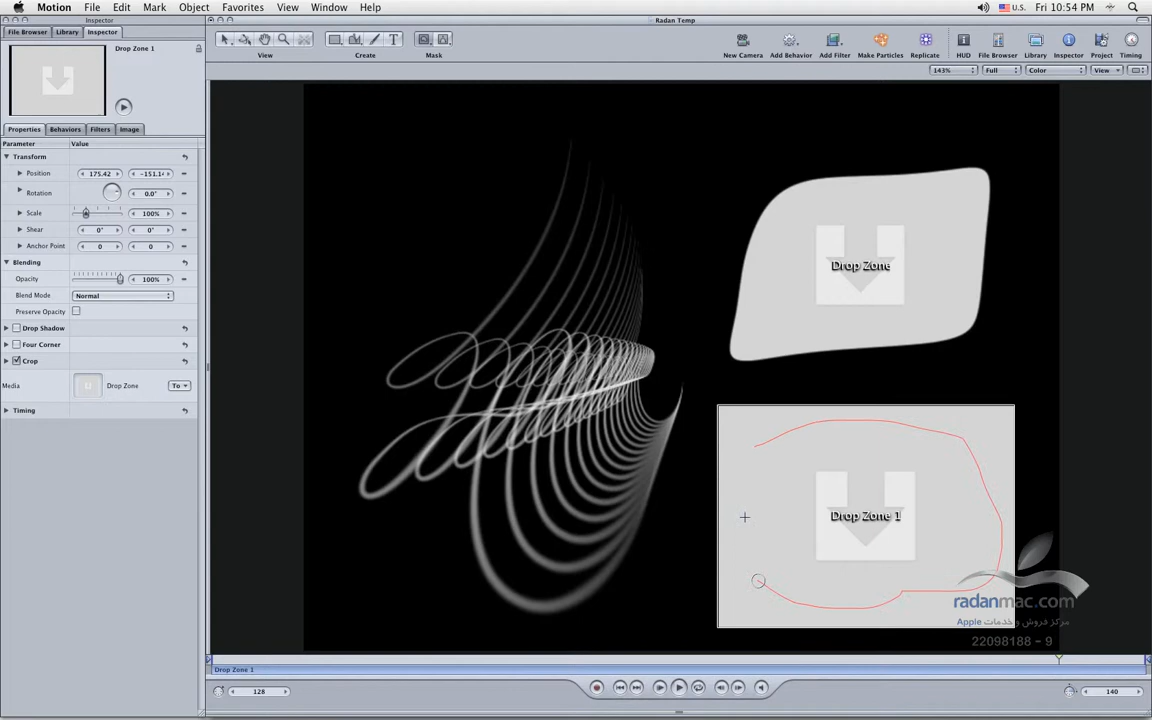 Motion File Edit Mark Object Favorites View Window Help
U.S. Fri 10:54 PM
Inspector
Radan Temp
File Browser Library Inspector
Drop Zone 1
View Create Mask
New Camera Add Behavior Add Filter Make Particles Replicate HUD File Browser Library Inspector Project Timing
143% Full Color View
Properties Behaviors Filters Image
Parameter Value
Transform
Position 175.42 -151.1
Rotation 0.0°
Scale 100%
Shear 0° 0°
Anchor Point 0 0
Blending
Opacity 100%
Blend Mode Normal
Preserve Opacity
Drop Shadow
Four Corner
Crop
Media Drop Zone To
Timing
Drop Zone
Drop Zone 1
radanmac.com
مرکز فروش و خدمات Apple
22098188 - 9
Drop Zone 1
128 140